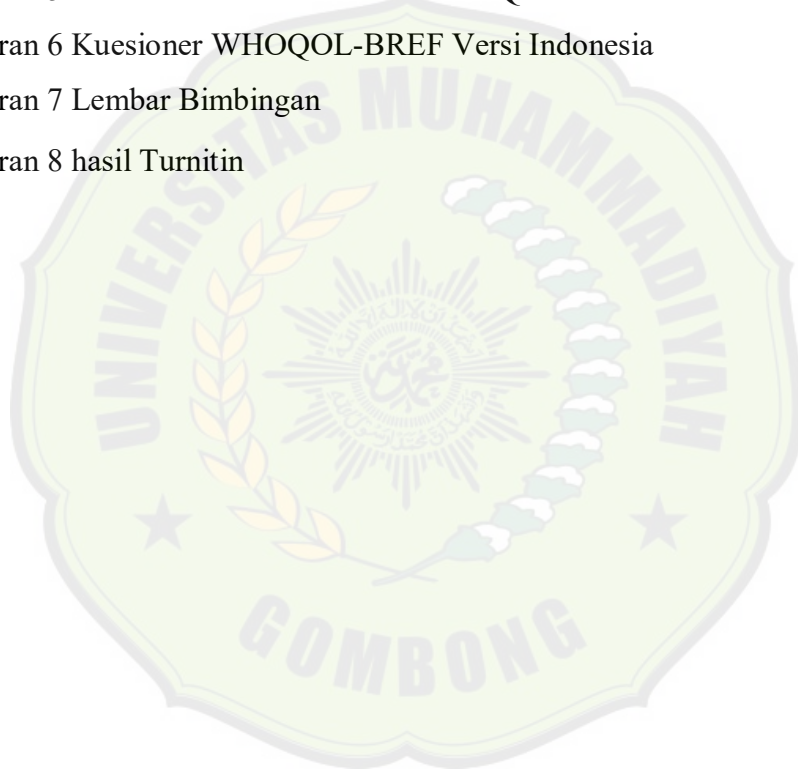 ran 6 Kuesioner WHOQOL-BREF Versi Indonesia
ran 7 Lembar Bimbingan
ran 8 hasil Turnitin
UNIVERSITAS MUHAMMADIYAH
GOMBONG